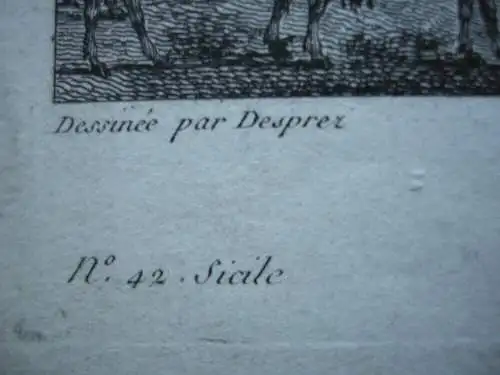 Dessinée par Desprez
N.o 42. Sicile